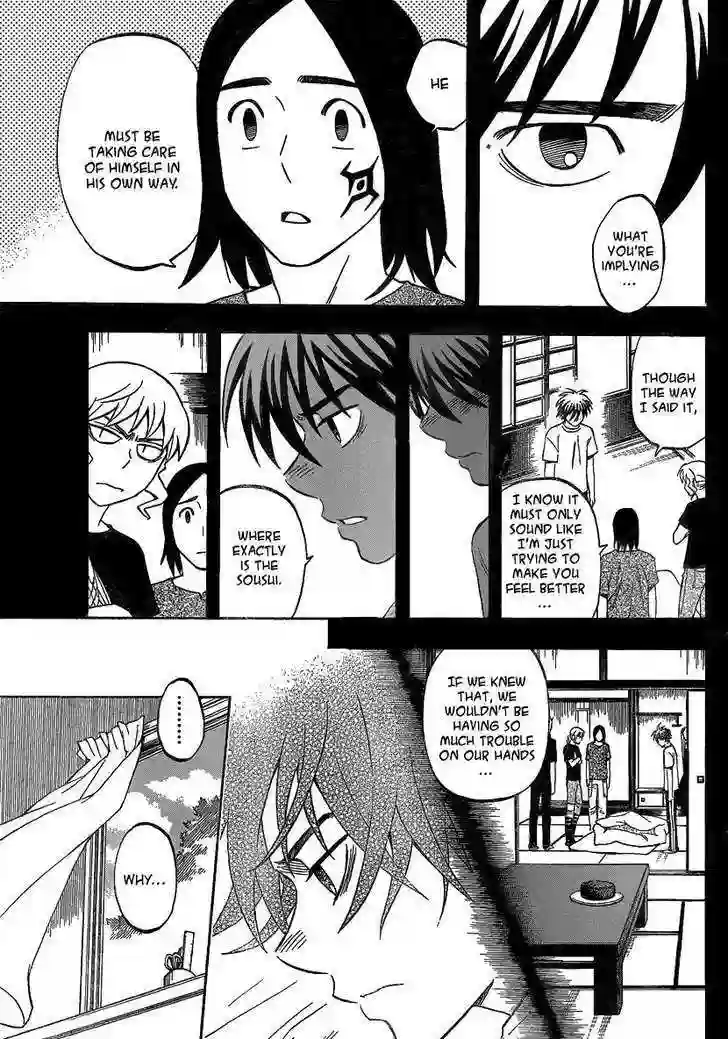 WHAT
YOU'RE
IMPLYING
...
HE
MUST BE
TAKING CARE
OF HIMSELF IN
HIS OWN WAY.
THOUGH
THE WAY
I SAID IT,
I KNOW IT
MUST ONLY
SOUND LIKE
I'M JUST
TRYING TO
MAKE YOU
FEEL BETTER
...
WHERE
EXACTLY
IS THE
SOUSUI.
IF WE KNEW
THAT, WE
WOULDN'T BE
HAVING SO
MUCH TROUBLE
ON OUR HANDS
...
........
WHY...